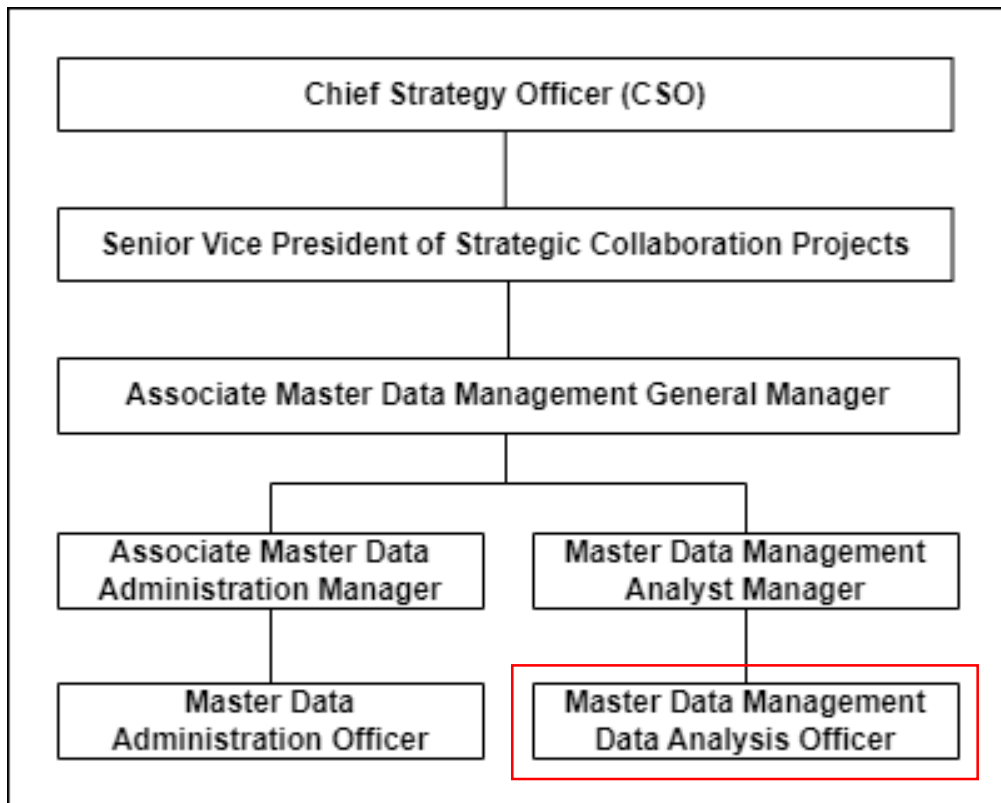 Chief Strategy Officer (CSO)
Senior Vice President of Strategic Collaboration Projects
Associate Master Data Management General Manager
Associate Master Data
Administration Manager
Master Data Management
Analyst Manager
Master Data
Administration Officer
Master Data Management
Data Analysis Officer